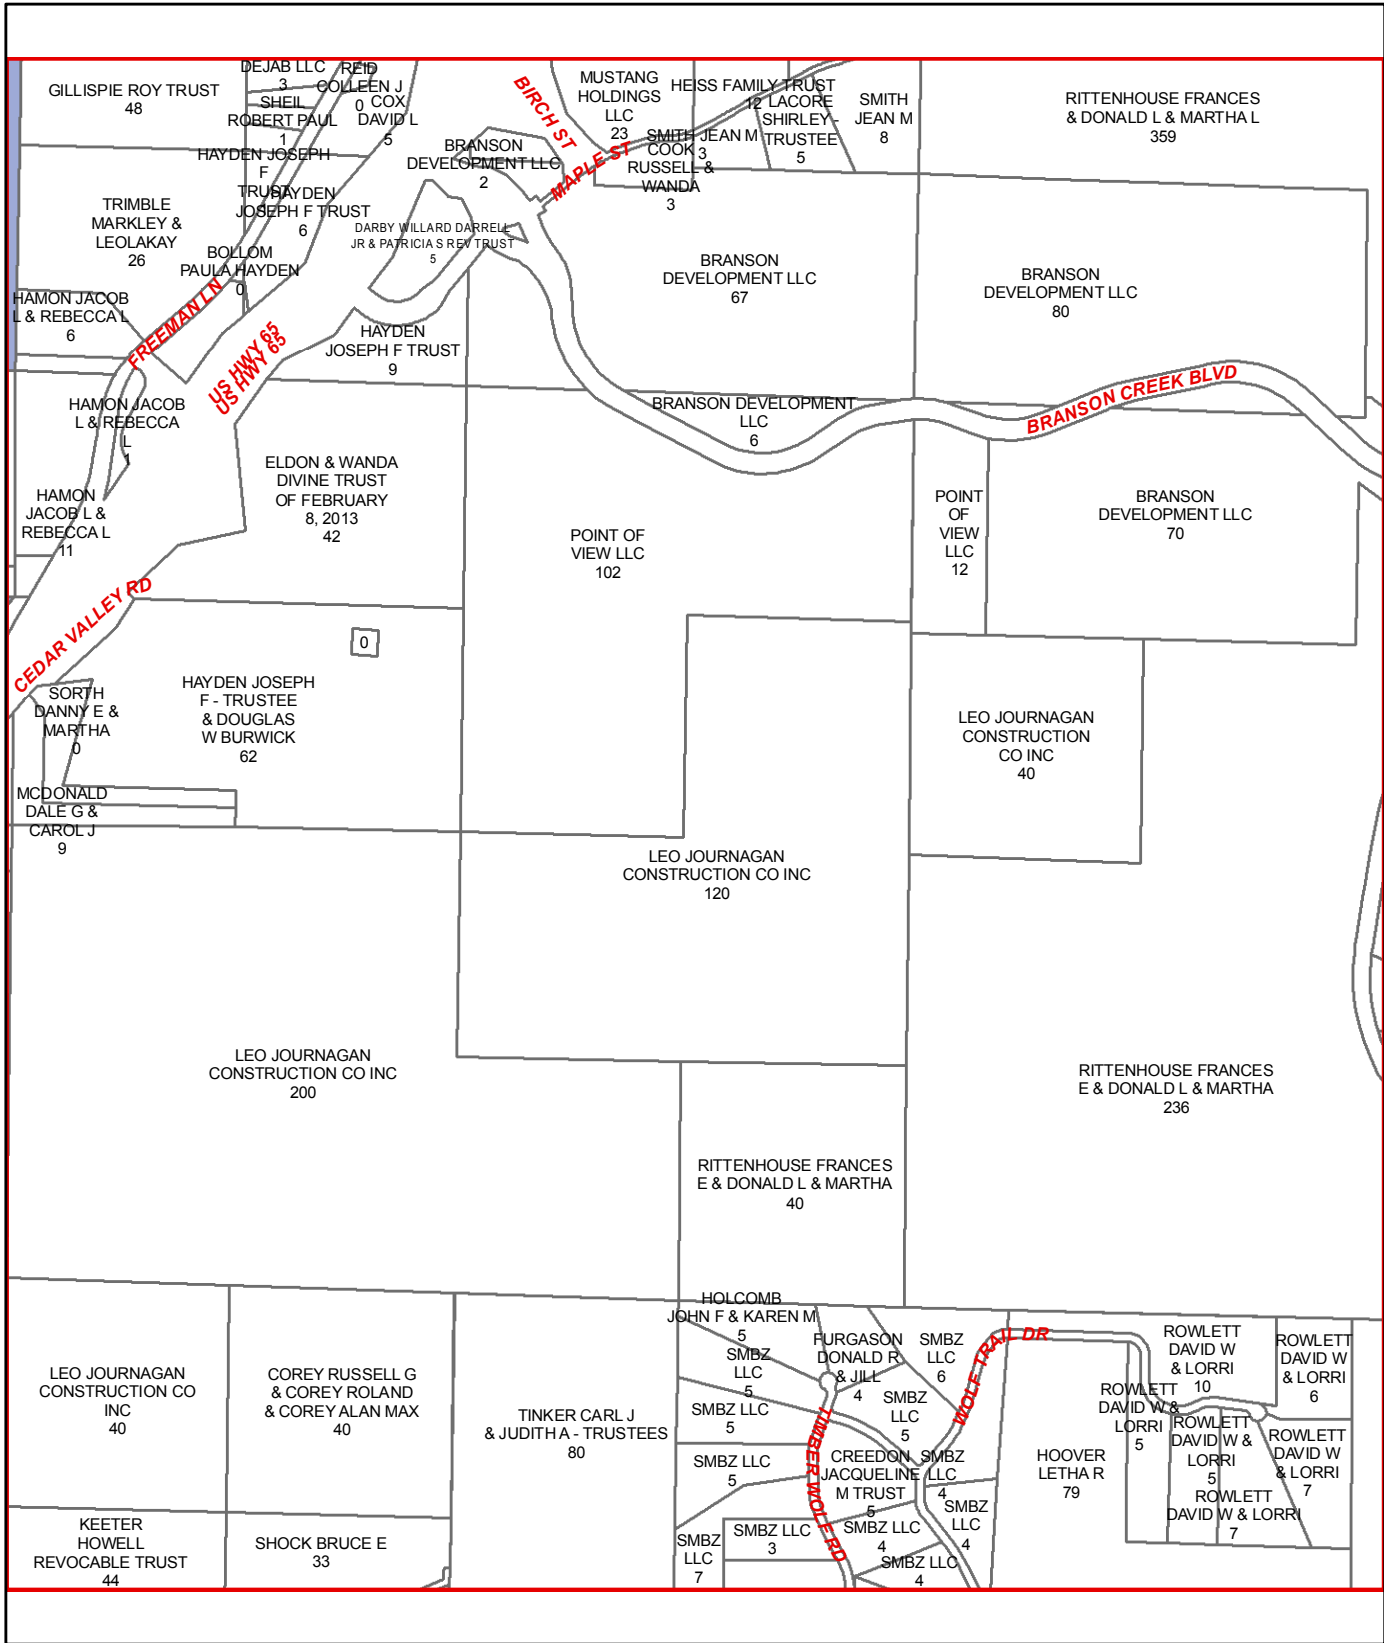 GILLISPIE ROY TRUST
48
DEJAB LLC
3
REID
COLLEEN J
0
SHEIL
ROBERT PAUL
1
COX
DAVID L
5
HAYDEN JOSEPH
F
TRUST
HAYDEN
JOSEPH F TRUST
6
BIRCH ST
MAPLE ST
MUSTANG
HOLDINGS
LLC
23
HEISS FAMILY TRUST
12
LACORE
SHIRLEY -
TRUSTEE
5
SMITH
JEAN M
8
SMITH JEAN M
3
COOK
RUSSELL &
WANDA
3
RITTENHOUSE FRANCES
& DONALD L & MARTHA L
359
BRANSON
DEVELOPMENT LLC
2
DARBY WILLARD DARRELL
JR & PATRICIA S REV TRUST
5
TRIMBLE
MARKLEY &
LEOLAKAY
26
BOLLOM
PAULA HAYDEN
0
HAMON JACOB
L & REBECCA L
6
FREEMAN LN
US HWY 65
US HWY 65
HAYDEN
JOSEPH F TRUST
9
BRANSON
DEVELOPMENT LLC
67
BRANSON
DEVELOPMENT LLC
80
BRANSON CREEK BLVD
HAMON JACOB
L & REBECCA
L
1
BRANSON DEVELOPMENT
LLC
6
ELDON & WANDA
DIVINE TRUST
OF FEBRUARY
8, 2013
42
HAMON
JACOB L &
REBECCA L
11
POINT OF
VIEW LLC
102
POINT
OF
VIEW
LLC
12
BRANSON
DEVELOPMENT LLC
70
CEDAR VALLEY RD
0
SORTH
DANNY E &
MARTHA
0
HAYDEN JOSEPH
F - TRUSTEE
& DOUGLAS
W BURWICK
62
LEO JOURNAGAN
CONSTRUCTION
CO INC
40
MCDONALD
DALE G &
CAROL J
9
LEO JOURNAGAN
CONSTRUCTION CO INC
120
LEO JOURNAGAN
CONSTRUCTION CO INC
200
RITTENHOUSE FRANCES
E & DONALD L & MARTHA
236
RITTENHOUSE FRANCES
E & DONALD L & MARTHA
40
LEO JOURNAGAN
CONSTRUCTION CO
INC
40
COREY RUSSELL G
& COREY ROLAND
& COREY ALAN MAX
40
TINKER CARL J
& JUDITH A - TRUSTEES
80
HOLCOMB
JOHN F & KAREN M
5
SMBZ
LLC
5
SMBZ LLC
5
SMBZ LLC
5
FURGASON
DONALD R
& JILL
4
SMBZ
LLC
6
SMBZ
LLC
5
WOLF TRAIL DR
TIMBER WOLF RD
CREEDON
JACQUELINE
M TRUST
5
SMBZ
LLC
4
SMBZ
LLC
4
SMBZ LLC
4
SMBZ LLC
4
SMBZ LLC
3
SMBZ
LLC
7
HOOVER
LETHA R
79
ROWLETT
DAVID W
& LORRI
10
ROWLETT
DAVID W
& LORRI
6
ROWLETT
DAVID W &
LORRI
5
ROWLETT
DAVID W &
LORRI
5
ROWLETT
DAVID W
& LORRI
7
ROWLETT
DAVID W & LORRI
7
KEETER
HOWELL
REVOCABLE TRUST
44
SHOCK BRUCE E
33